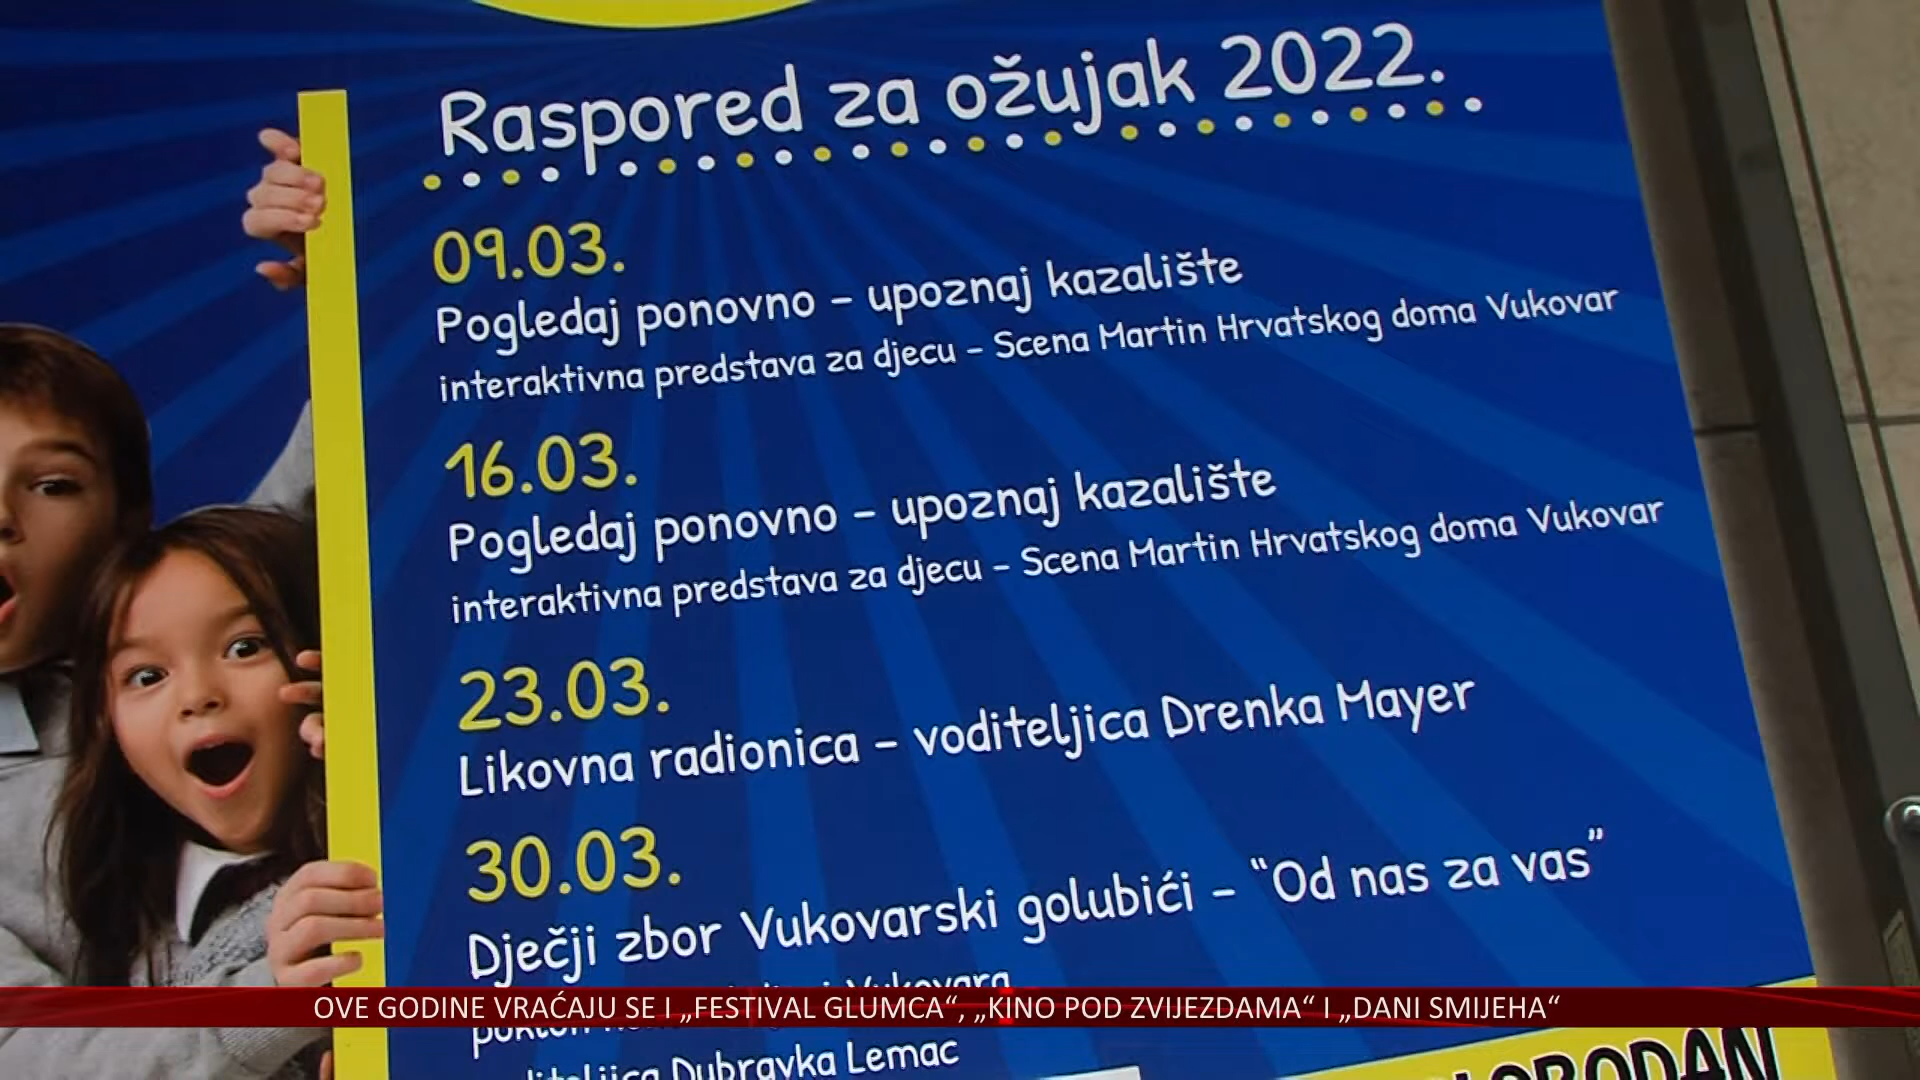 Raspored za ožujak 2022.
09.03.
Pogledaj ponovno – upoznaj kazalište
interaktivna predstava za djecu – Scena Martin Hrvatskog doma Vukovar
16.03.
Pogledaj ponovno – upoznaj kazalište
interaktivna predstava za djecu – Scena Martin Hrvatskog doma Vukovar
23.03.
Likovna radionica – voditeljica Drenka Mayer
30.03.
Dječji zbor Vukovarski golubići – “Od nas za vas”
Vukovara
OVE GODINE VRAĆAJU SE I „FESTIVAL GLUMCA“, „KINO POD ZVIJEZDAMA“ I „DANI SMIJEHA“
Dubravka Lemac